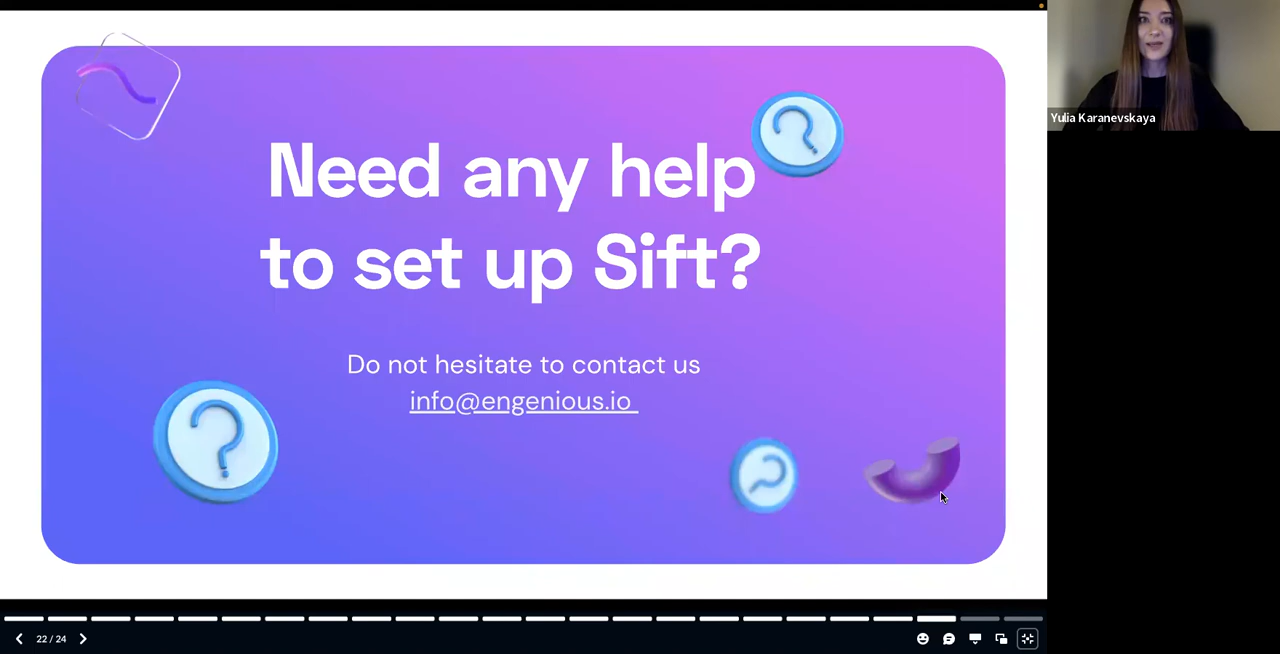 Need any help
to set up Sift?
Do not hesitate to contact us
info@engenious.io
Yulia Karanevskaya
22 / 24